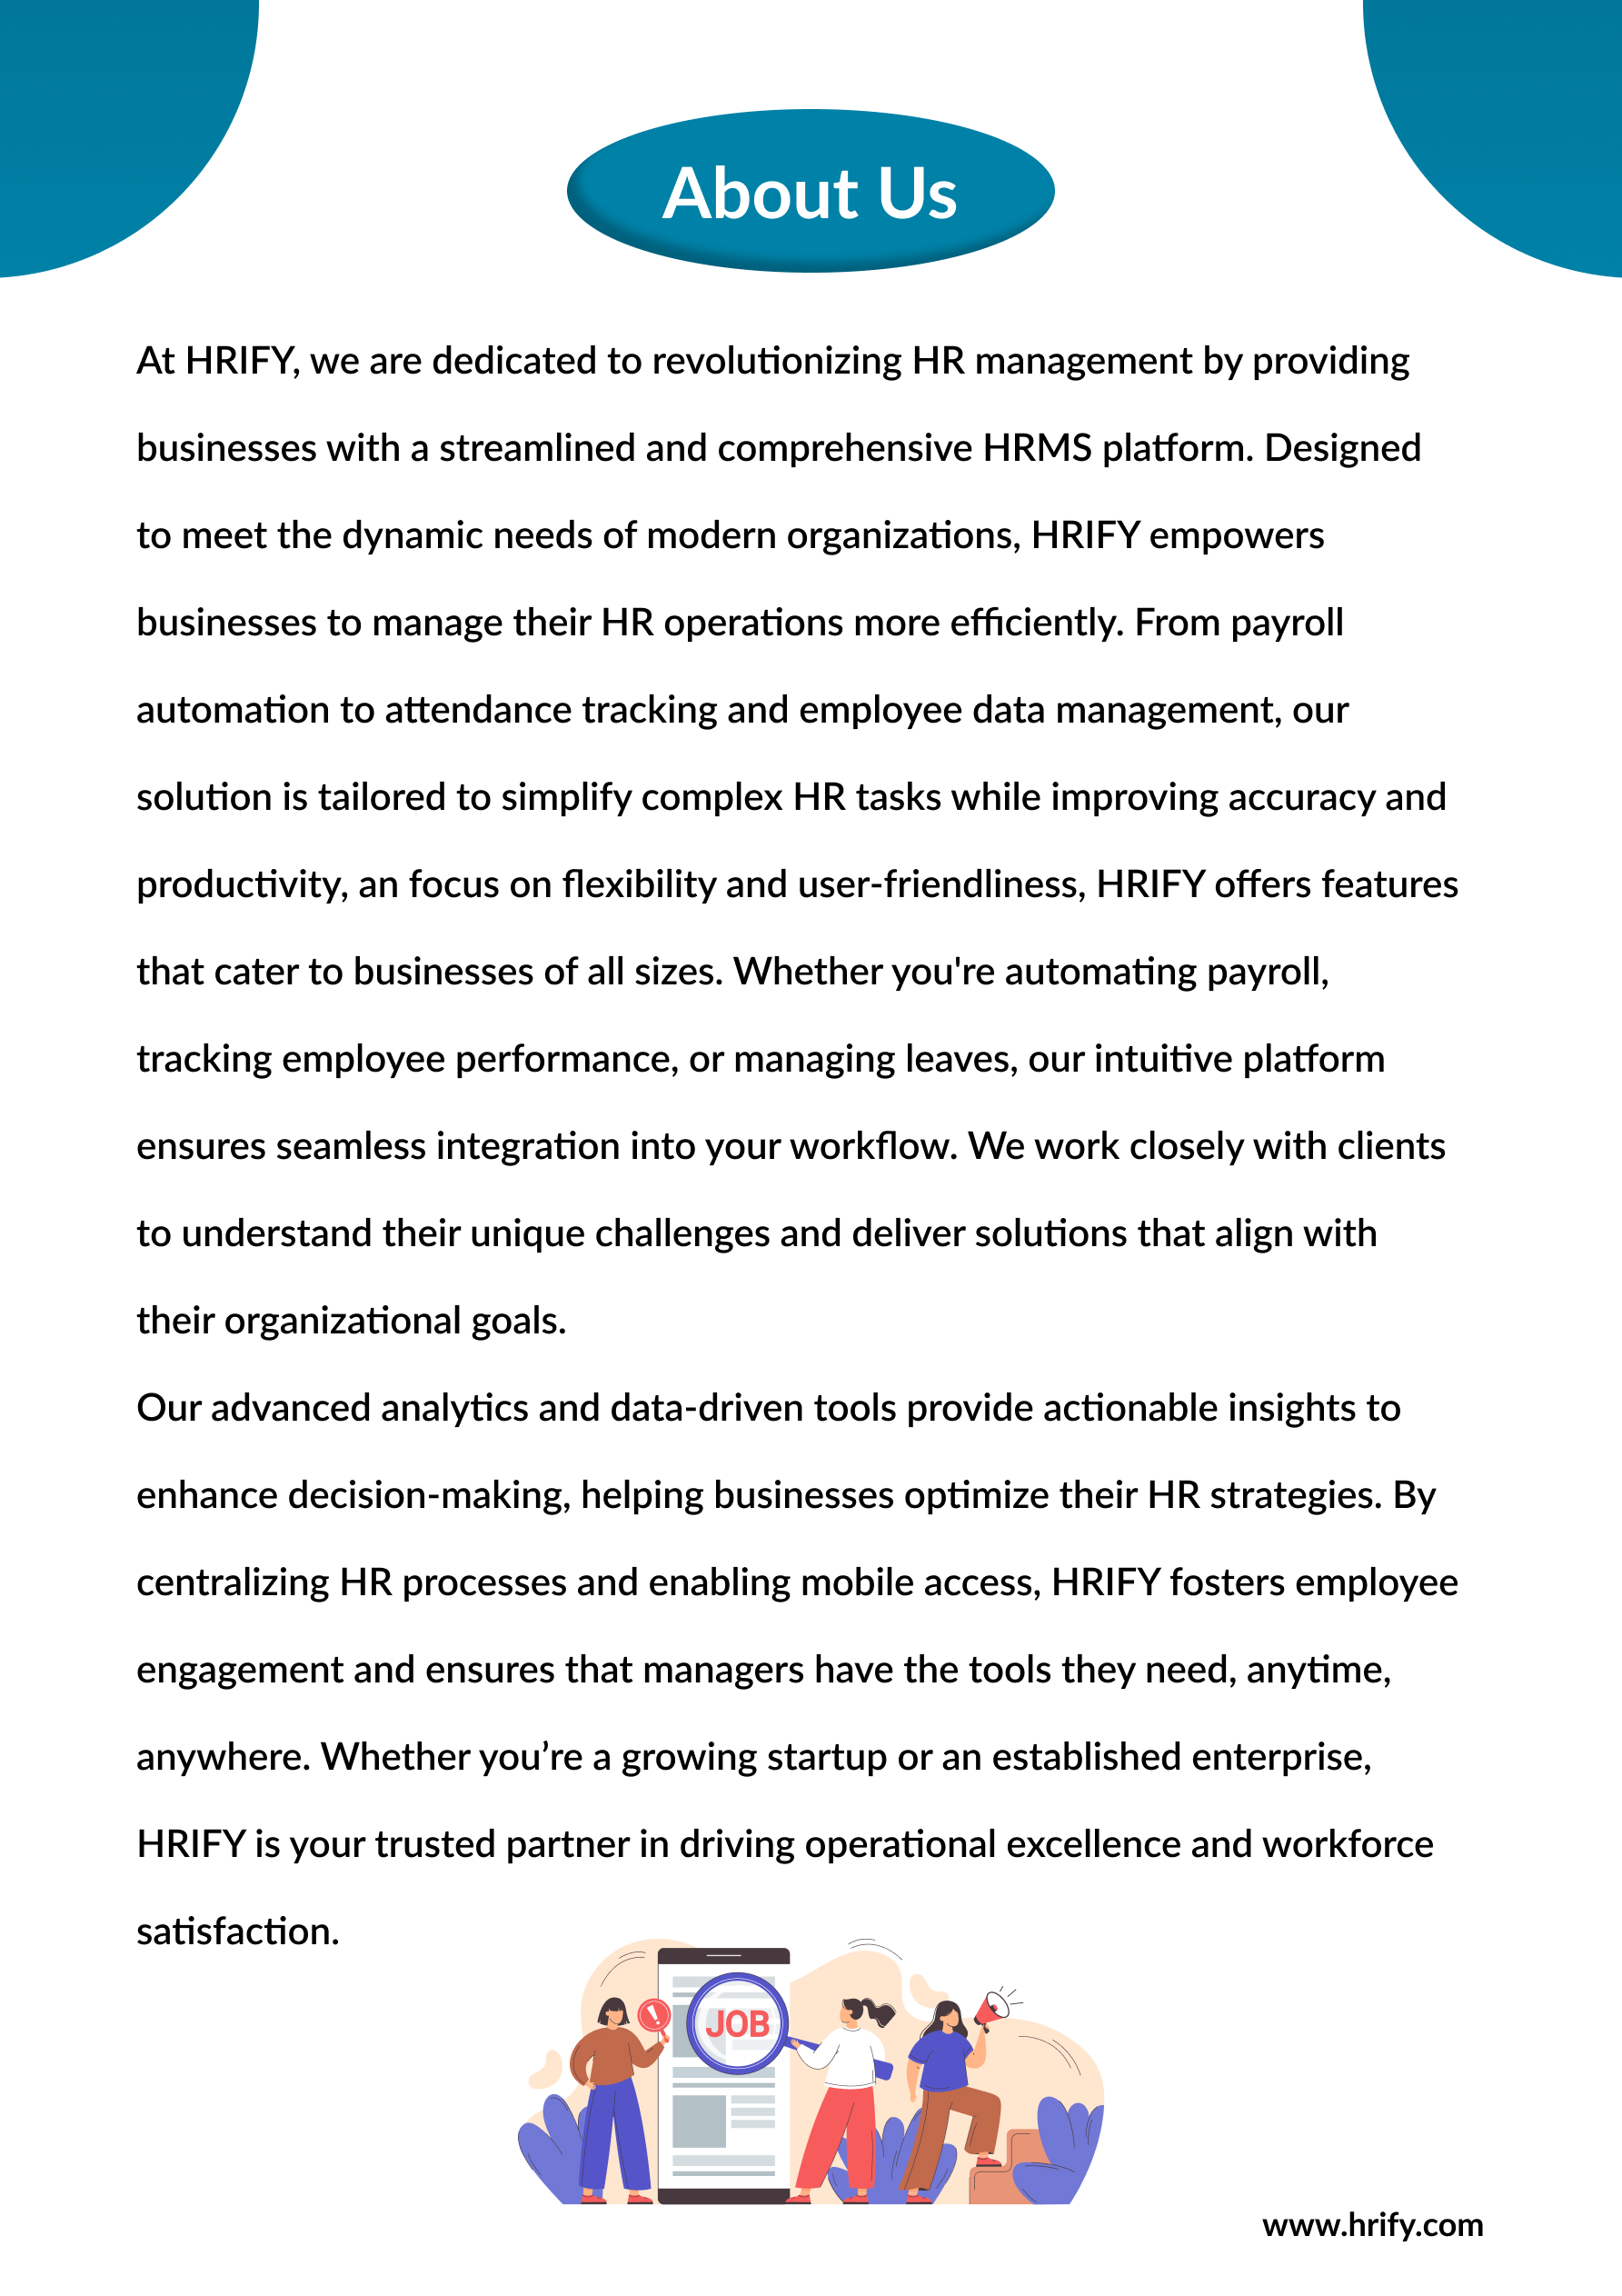 About Us
At HRIFY, we are dedicated to revolutionizing HR management by providing
businesses with a streamlined and comprehensive HRMS platform. Designed
to meet the dynamic needs of modern organizations, HRIFY empowers
businesses to manage their HR operations more efficiently. From payroll
automation to attendance tracking and employee data management, our
solution is tailored to simplify complex HR tasks while improving accuracy and
productivity, an focus on flexibility and user-friendliness, HRIFY offers features
that cater to businesses of all sizes. Whether you're automating payroll,
tracking employee performance, or managing leaves, our intuitive platform
ensures seamless integration into your workflow. We work closely with clients
to understand their unique challenges and deliver solutions that align with
their organizational goals.
Our advanced analytics and data-driven tools provide actionable insights to
enhance decision-making, helping businesses optimize their HR strategies. By
centralizing HR processes and enabling mobile access, HRIFY fosters employee
engagement and ensures that managers have the tools they need, anytime,
anywhere. Whether you’re a growing startup or an established enterprise,
HRIFY is your trusted partner in driving operational excellence and workforce
satisfaction.
!
JOB
www.hrify.com